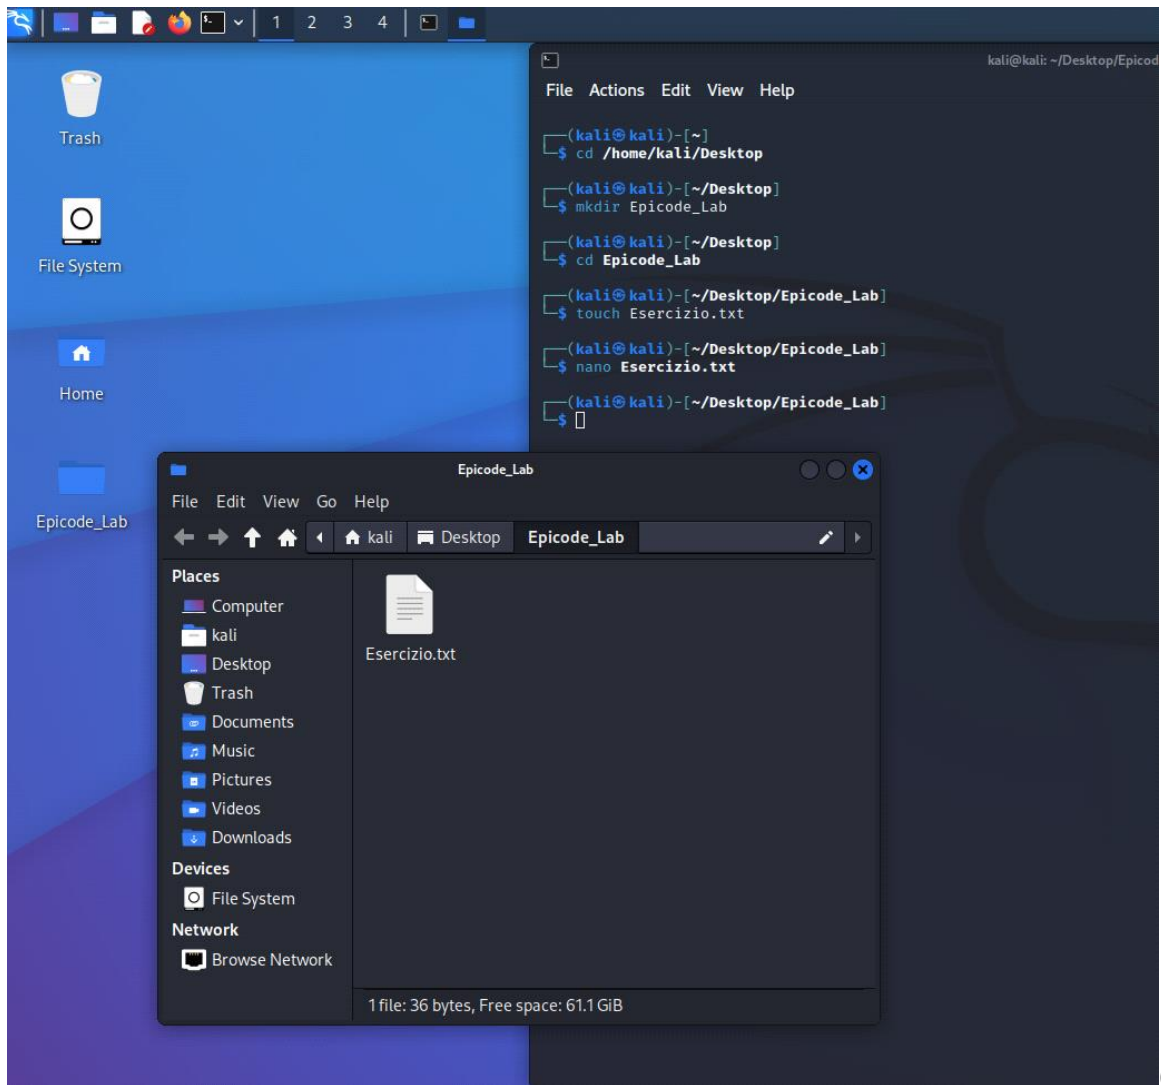 1 2 3 4
Trash
File System
Home
Epicode_Lab
kali@kali: ~/Desktop/Epicod
File Actions Edit View Help
┌──(kali㉿kali)-[~]
└─$ cd /home/kali/Desktop
┌──(kali㉿kali)-[~/Desktop]
└─$ mkdir Epicode_Lab
┌──(kali㉿kali)-[~/Desktop]
└─$ cd Epicode_Lab
┌──(kali㉿kali)-[~/Desktop/Epicode_Lab]
└─$ touch Esercizio.txt
┌──(kali㉿kali)-[~/Desktop/Epicode_Lab]
└─$ nano Esercizio.txt
┌──(kali㉿kali)-[~/Desktop/Epicode_Lab]
└─$
Epicode_Lab
File Edit View Go Help
kali Desktop Epicode_Lab
Places
Computer
kali
Desktop
Trash
Documents
Music
Pictures
Videos
Downloads
Devices
File System
Network
Browse Network
Esercizio.txt
1 file: 36 bytes, Free space: 61.1 GiB